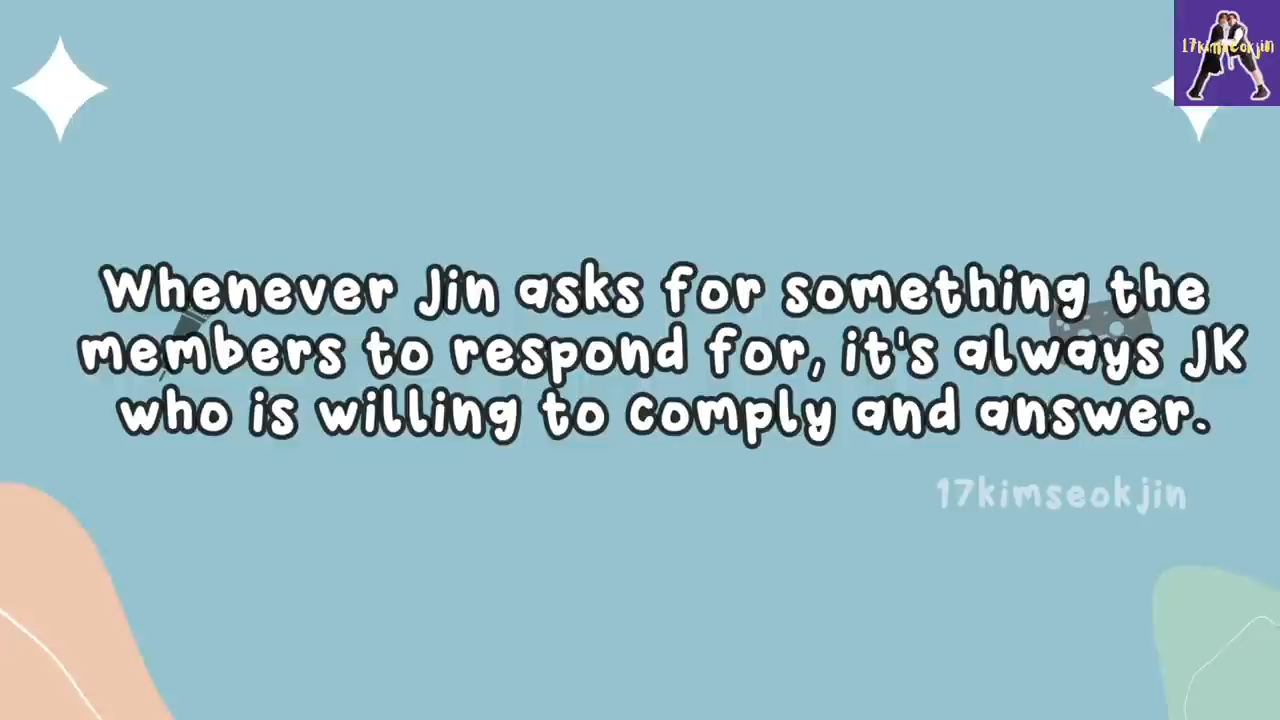 17kimseokjin
Whenever Jin asks for something the
members to respond for, it's always JK
who is willing to comply and answer.
17kimseokjin